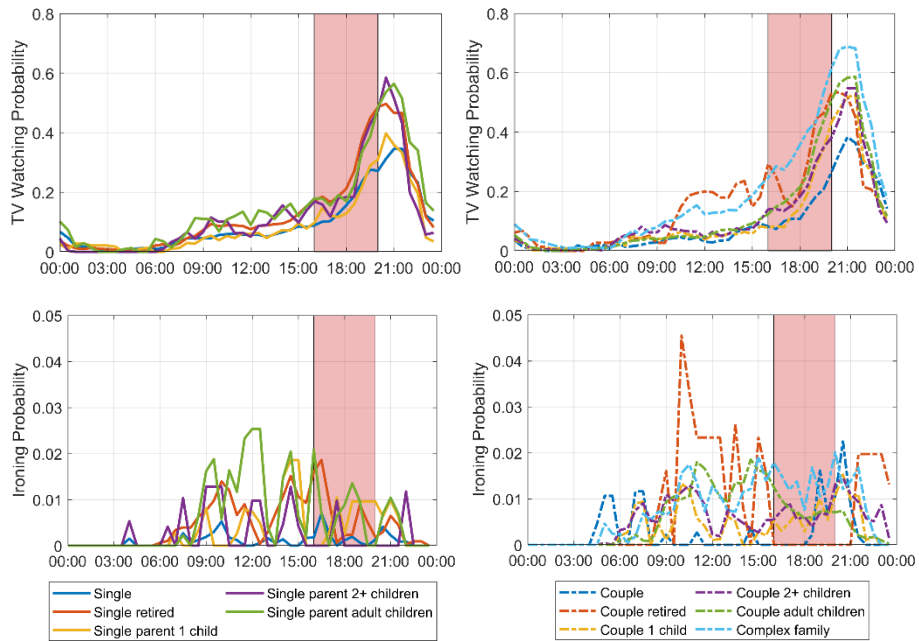 0.8
0.6
0.4
0.2
0
TV Watching Probability
00:00 03:00 06:00 09:00 12:00 15:00 18:00 21:00 00:00
0.8
0.6
0.4
0.2
0
TV Watching Probability
00:00 03:00 06:00 09:00 12:00 15:00 18:00 21:00 00:00
0.05
0.04
0.03
0.02
0.01
0
Ironing Probability
00:00 03:00 06:00 09:00 12:00 15:00 18:00 21:00 00:00
0.05
0.04
0.03
0.02
0.01
0
Ironing Probability
00:00 03:00 06:00 09:00 12:00 15:00 18:00 21:00 00:00
Single
Single retired
Single parent 1 child
Single parent 2+ children
Single parent adult children
Couple
Couple retired
Couple 1 child
Couple 2+ children
Couple adult children
Complex family